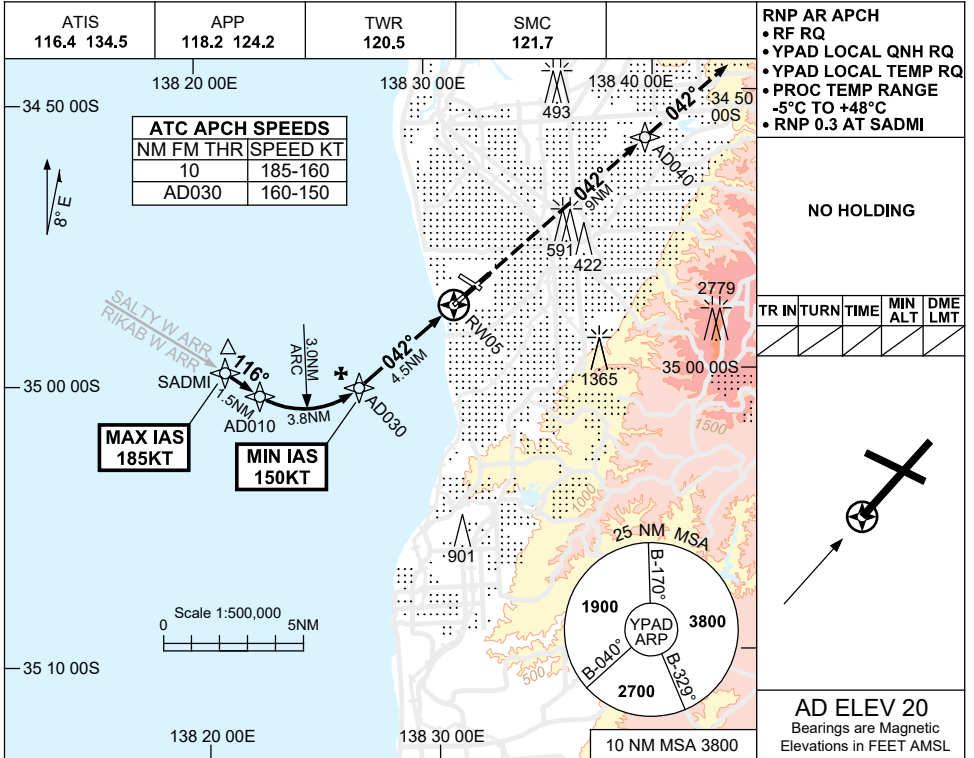 ATIS
116.4 134.5
APP
118.2 124.2
TWR
120.5
SMC
121.7
RNP AR APCH
• RF RQ
• YPAD LOCAL QNH RQ
• YPAD LOCAL TEMP RQ
• PROC TEMP RANGE
-5°C TO +48°C
• RNP 0.3 AT SADMI
NO HOLDING
TR IN TURN TIME MIN ALT DME LMT
138 20 00E
138 30 00E
138 40 00E
34 50 00S
34 50
00S
ATC APCH SPEEDS
NM FM THR SPEED KT
10 185-160
AD030 160-150
8° E
493
042°
AD040
042°
9NM
591
422
2779
SALTY W ARR
RIKAB W ARR
RW05
042°
4.5NM
3.0NM
ARC
116°
SADMI
1.5NM
AD010
3.8NM
AD030
35 00 00S
35 00 00S
1365
1500
MAX IAS
185KT
MIN IAS
150KT
1000
901
500
Scale 1:500,000
0 5NM
25 NM MSA
B-170°
1900
3800
YPAD
ARP
B-040°
B-329°
2700
35 10 00S
138 20 00E
138 30 00E
10 NM MSA 3800
AD ELEV 20
Bearings are Magnetic
Elevations in FEET AMSL